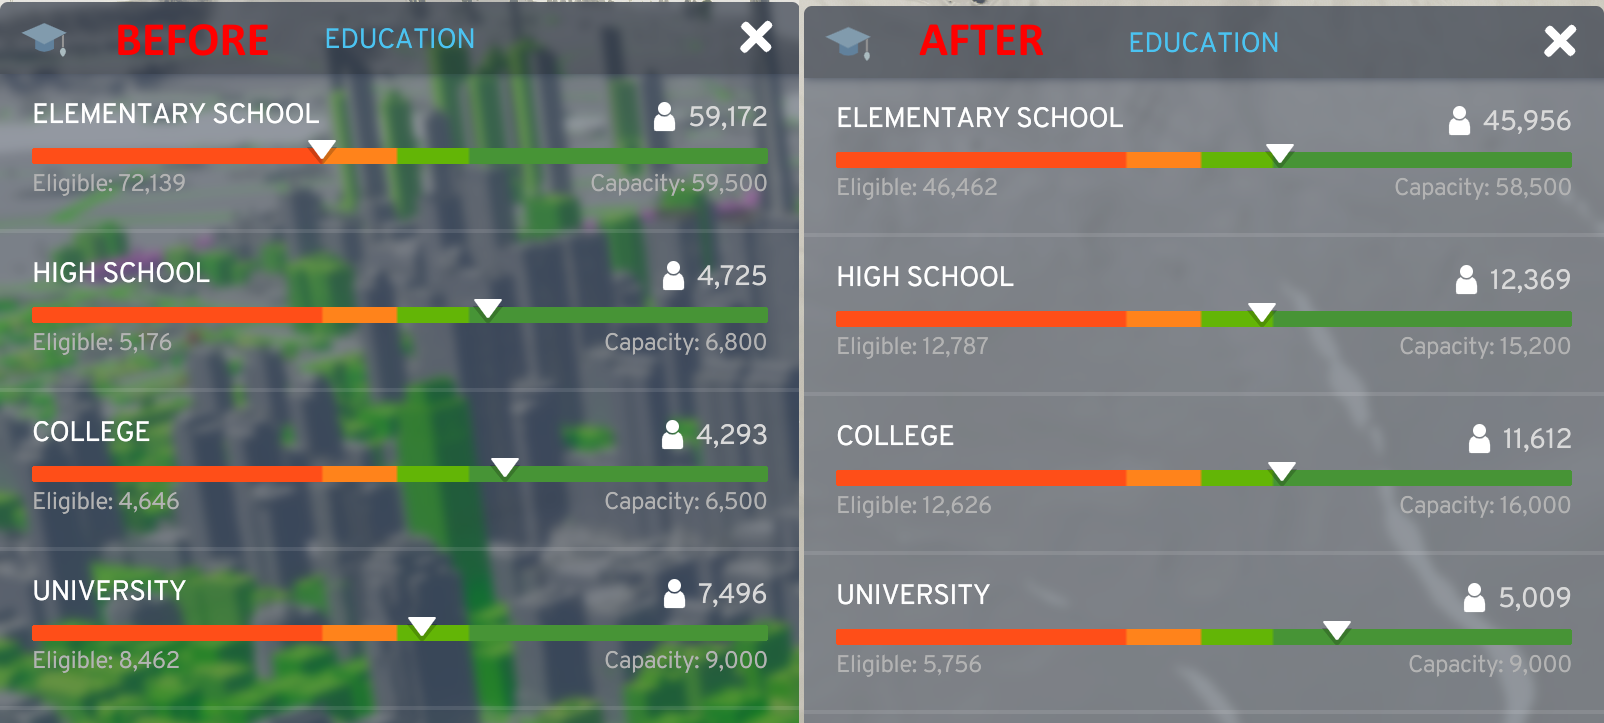 BEFORE EDUCATION
ELEMENTARY SCHOOL 59,172
Eligible: 72,139 Capacity: 59,500
HIGH SCHOOL 4,725
Eligible: 5,176 Capacity: 6,800
COLLEGE 4,293
Eligible: 4,646 Capacity: 6,500
UNIVERSITY 7,496
Eligible: 8,462 Capacity: 9,000
AFTER EDUCATION
ELEMENTARY SCHOOL 45,956
Eligible: 46,462 Capacity: 58,500
HIGH SCHOOL 12,369
Eligible: 12,787 Capacity: 15,200
COLLEGE 11,612
Eligible: 12,626 Capacity: 16,000
UNIVERSITY 5,009
Eligible: 5,756 Capacity: 9,000